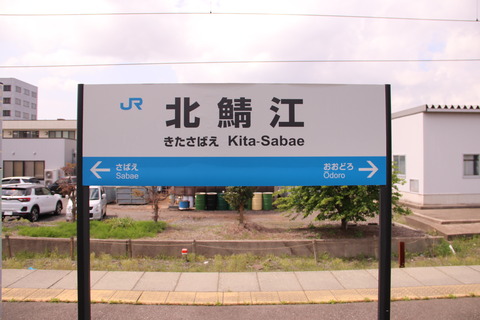 JR 北鯖江
きたさばえ Kita-Sabae
← さばえ おおどろ →
Sabae Ōdoro